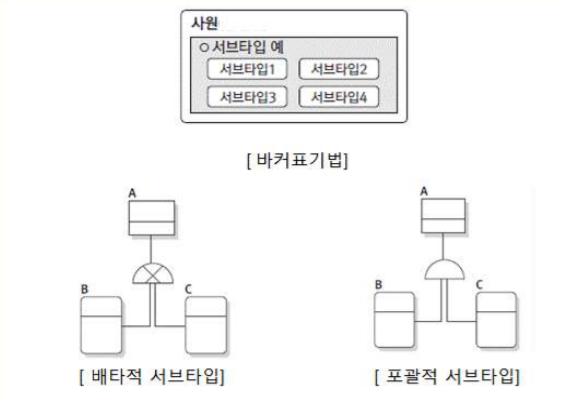 사원
서브타입 예
서브타입1 서브타입2
서브타입3 서브타입4
[ 바커표기법]
A A
B C B C
[ 배타적 서브타입] [ 포괄적 서브타입]